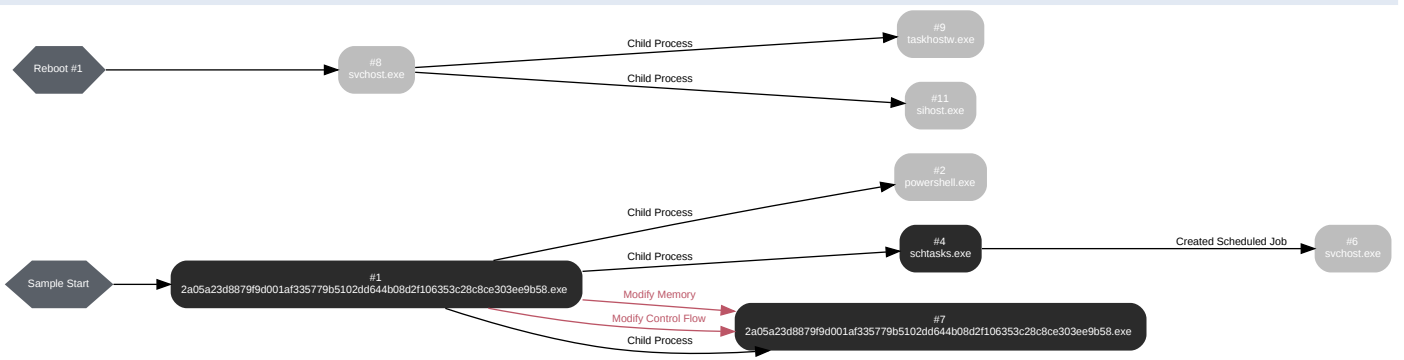 #9
taskhostw.exe
Child Process
Reboot #1
#8
svchost.exe
Child Process
#11
sihost.exe
#2
powershell.exe
Child Process
#4
schtasks.exe
Created Scheduled Job
#6
svchost.exe
Child Process
Sample Start
#1
2a05a23d8879f9d001af335779b5102dd644b08d2f106353c28c8ce303ee9b58.exe
Modify Memory
Modify Control Flow
#7
2a05a23d8879f9d001af335779b5102dd644b08d2f106353c28c8ce303ee9b58.exe
Child Process